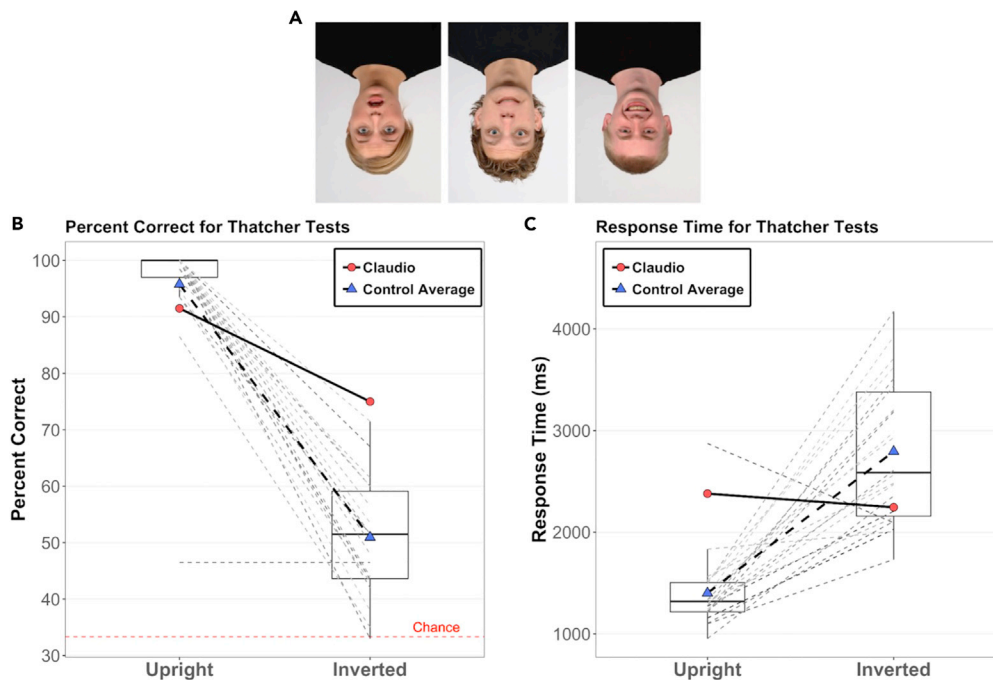 A
B
Percent Correct for Thatcher Tests
Claudio
Control Average
100
90
80
70
60
50
40
30
Percent Correct
Chance
Upright
Inverted
C
Response Time for Thatcher Tests
Claudio
Control Average
4000
3000
2000
1000
Response Time (ms)
Upright
Inverted